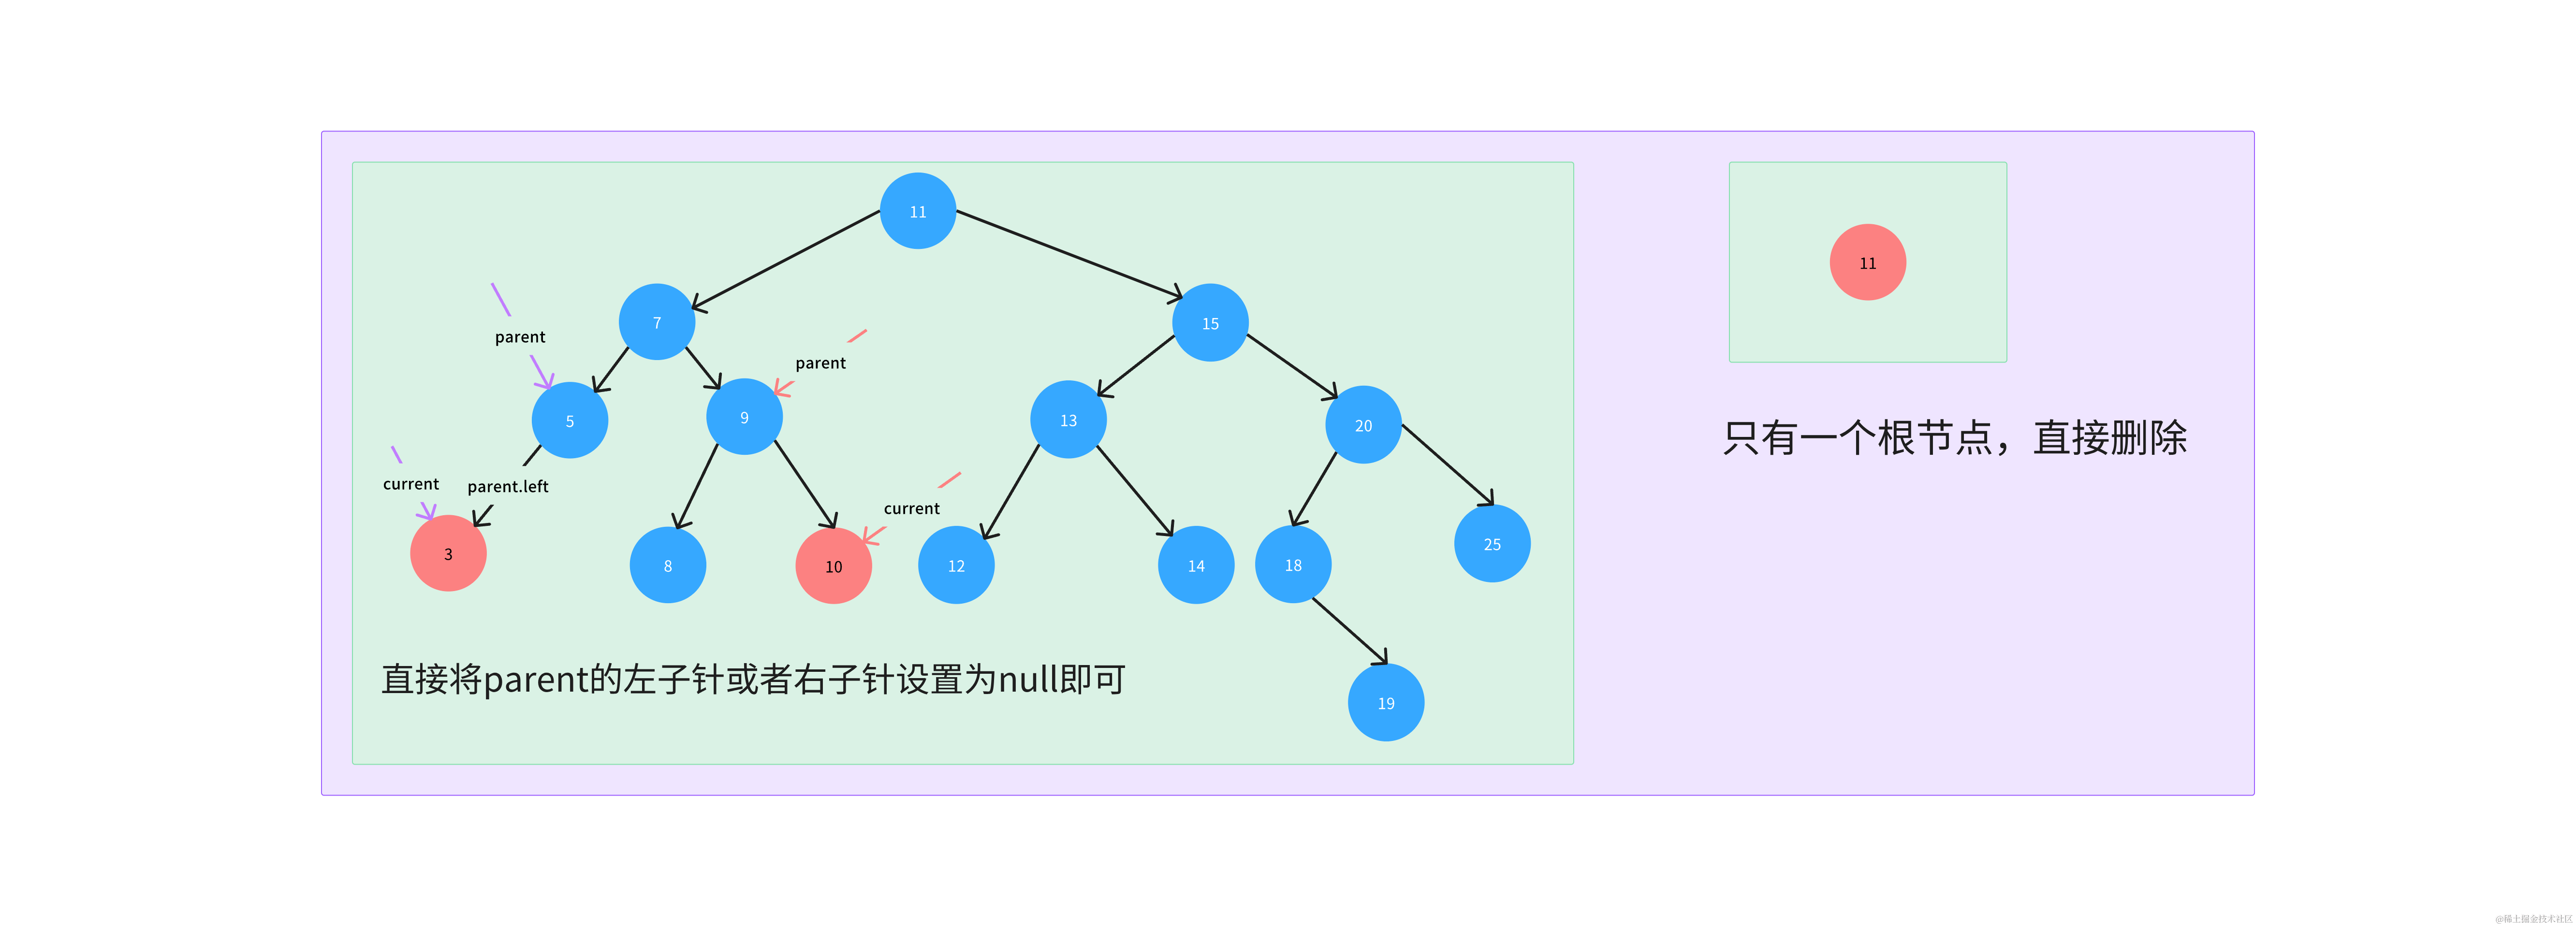 11
11
7
15
parent
parent
5
9
13
20
只有一个根节点，直接删除
current
parent.left
current
3
8
10
12
14
18
25
直接将parent的左子针或者右子针设置为null即可
19
@稀土掘金技术社区